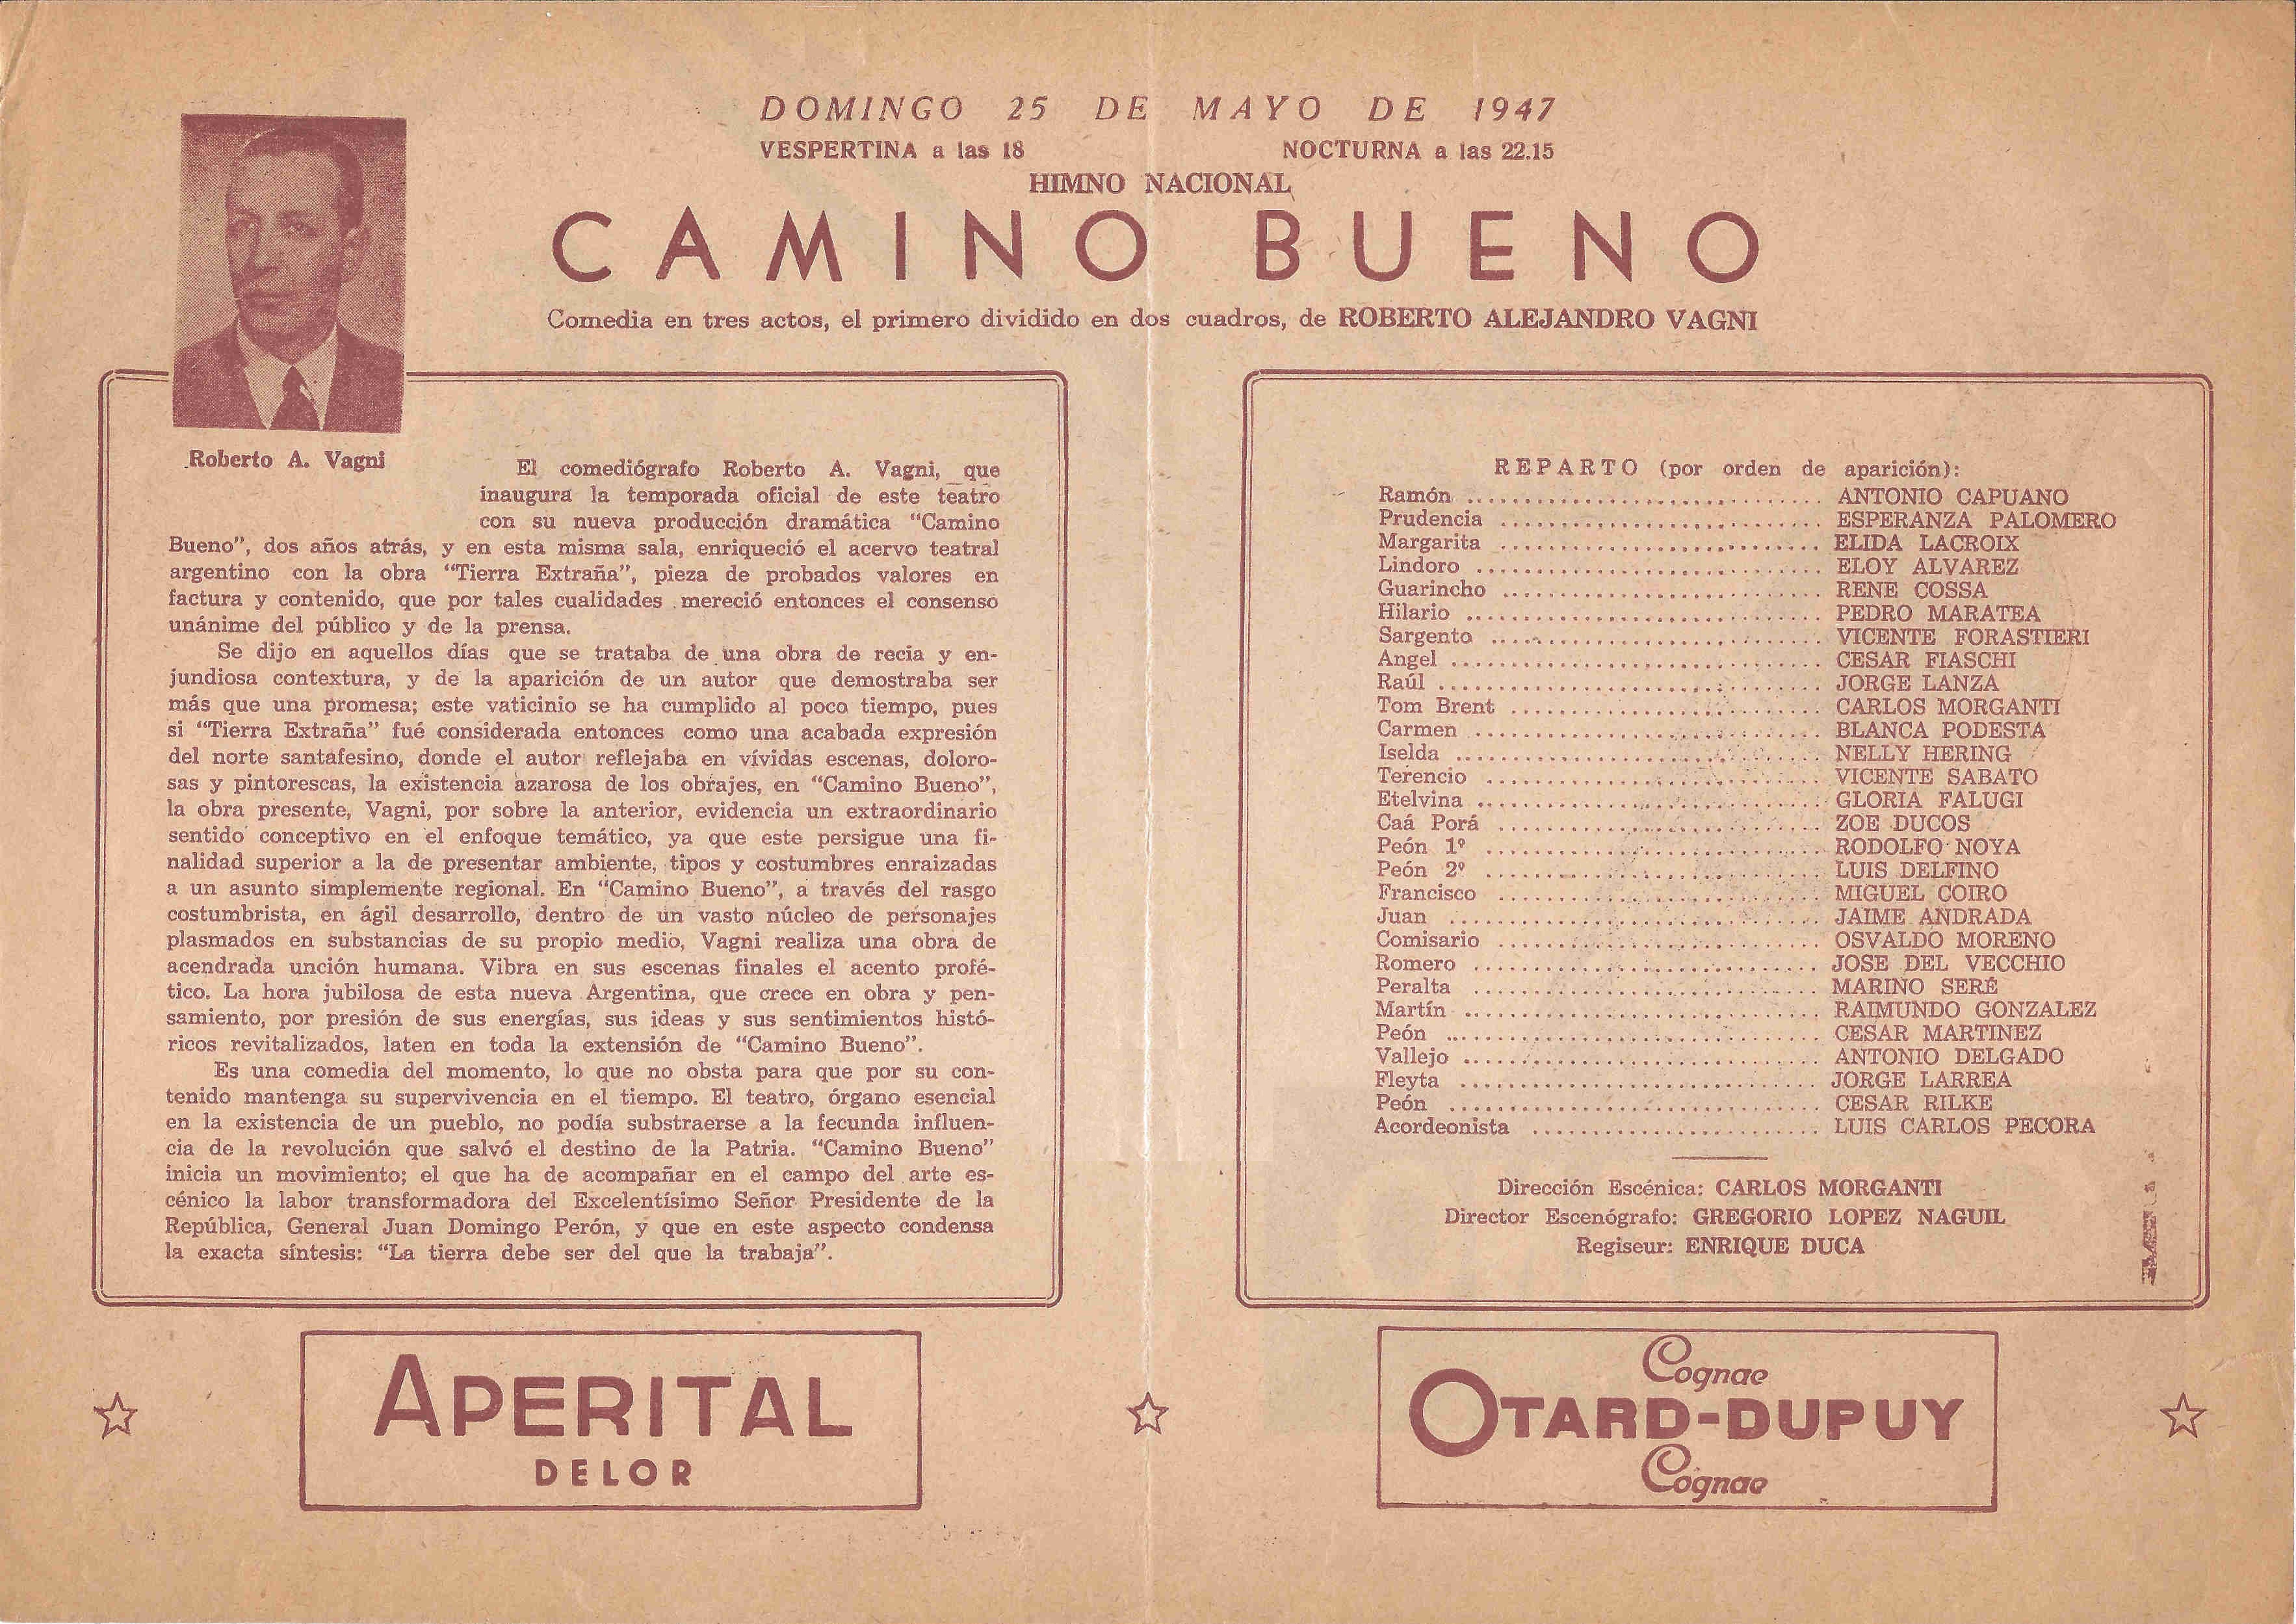 DOMINGO 25 DE MAYO DE 1947
VESPERTINA a las 18 NOCTURNA a las 22.15
HIMNO NACIONAL
CAMINO BUENO
Comedia en tres actos, el primero dividido en dos cuadros, de ROBERTO ALEJANDRO VAGNI
Roberto A. Vagni
El comediógrafo Roberto A. Vagni, que
inaugura la temporada oficial de este teatro
con su nueva producción dramática “Camino
Bueno”, dos años atrás, y en esta misma sala, enriqueció el acervo teatral
argentino con la obra “Tierra Extraña”, pieza de probados valores en
factura y contenido, que por tales cualidades mereció entonces el consenso
unánime del público y de la prensa.
Se dijo en aquellos días que se trataba de una obra de recia y en-
jundiosa contextura, y de la aparición de un autor que demostraba ser
más que una promesa; este vaticinio se ha cumplido al poco tiempo, pues
si “Tierra Extraña” fué considerada entonces como una acabada expresión
del norte santafesino, donde el autor reflejaba en vívidas escenas, doloro-
sas y pintorescas, la existencia azarosa de los obrajes, en “Camino Bueno”,
la obra presente, Vagni, por sobre la anterior, evidencia un extraordinario
sentido conceptivo en el enfoque temático, ya que este persigue una fi-
nalidad superior a la de presentar ambiente, tipos y costumbres enraizadas
a un asunto simplemente regional. En “Camino Bueno”, a través del rasgo
costumbrista, en ágil desarrollo, dentro de un vasto núcleo de personajes
plasmados en substancias de su propio medio, Vagni realiza una obra de
acendrada unción humana. Vibra en sus escenas finales el acento profé-
tico. La hora jubilosa de esta nueva Argentina, que crece en obra y pen-
samiento, por presión de sus energías, sus ideas y sus sentimientos histó-
ricos revitalizados, laten en toda la extensión de “Camino Bueno”.
Es una comedia del momento, lo que no obsta para que por su con-
tenido mantenga su supervivencia en el tiempo. El teatro, órgano esencial
en la existencia de un pueblo, no podía substraerse a la fecunda influen-
cia de la revolución que salvó el destino de la Patria. “Camino Bueno”
inicia un movimiento; el que ha de acompañar en el campo del arte es-
cénico la labor transformadora del Excelentísimo Señor Presidente de la
República, General Juan Domingo Perón, y que en este aspecto condensa
la exacta síntesis: “La tierra debe ser del que la trabaja”.
REPARTO (por orden de aparición):
Ramón ........ ANTONIO CAPUANO
Prudencia ........ ESPERANZA PALOMERO
Margarita ........ ELIDA LACROIX
Lindoro ........ ELOY ALVAREZ
Guarincho ........ RENE COSSA
Hilario ........ PEDRO MARATEA
Sargento ........ VICENTE FORASTIERI
Angel ........ CESAR FIASCHI
Raúl ........ JORGE LANZA
Tom Brent ........ CARLOS MORGANTI
Carmen ........ BLANCA PODESTA
Iselda ........ NELLY HERING
Terencio ........ VICENTE SABATO
Etelvina ........ GLORIA FALUGI
Caá Porá ........ ZOE DUCOS
Peón 1º ........ RODOLFO NOYA
Peón 2º ........ LUIS DELFINO
Francisco ........ MIGUEL COIRO
Juan ........ JAIME ANDRADA
Comisario ........ OSVALDO MORENO
Romero ........ JOSE DEL VECCHIO
Peralta ........ MARINO SERÉ
Martín ........ RAIMUNDO GONZALEZ
Peón ........ CESAR MARTINEZ
Vallejo ........ ANTONIO DELGADO
Fleyta ........ JORGE LARREA
Peón ........ CESAR RILKE
Acordeonista ........ LUIS CARLOS PECORA
Dirección Escénica: CARLOS MORGANTI
Director Escenógrafo: GREGORIO LOPEZ NAGUIL
Regiseur: ENRIQUE DUCA
APERITAL
DELOR
Cognac
OTARD-DUPUY
Cognac